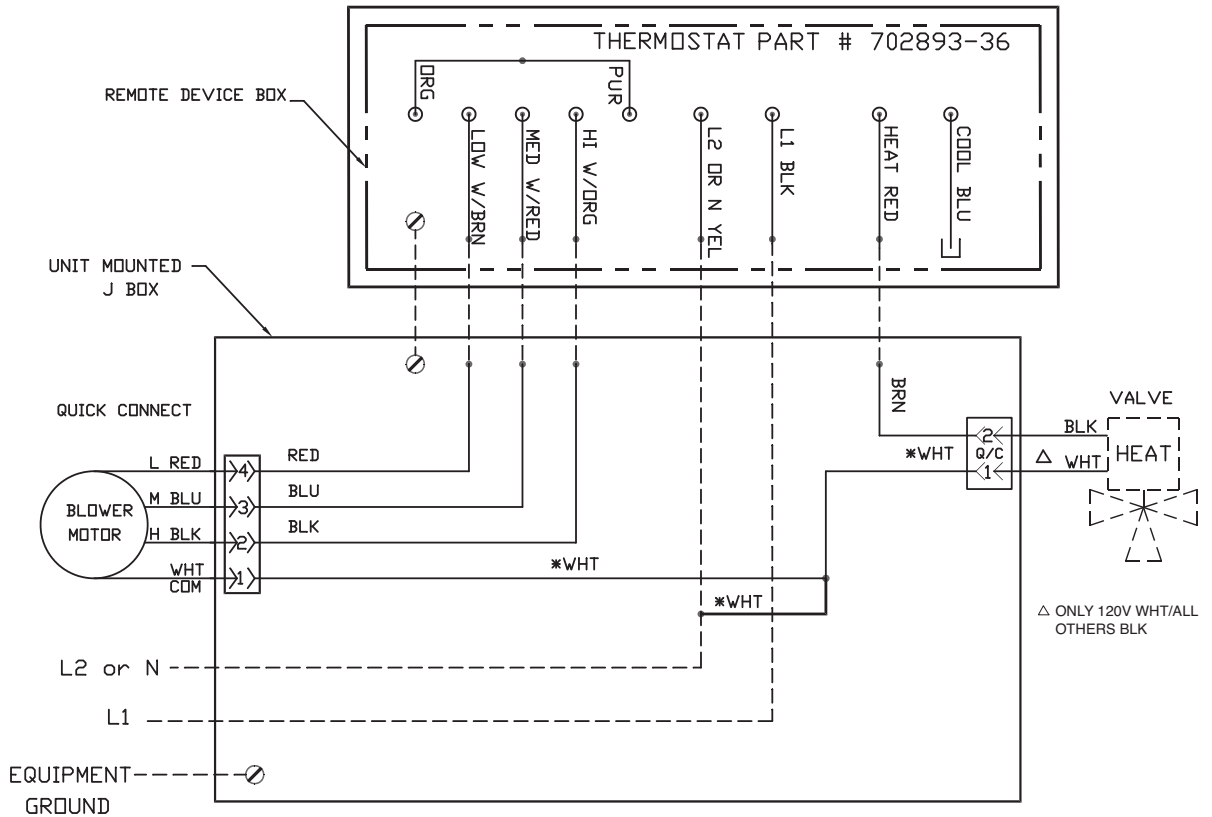 THERMOSTAT PART # 702893-36
ORG
PUR
REMOTE DEVICE BOX
LOW W/BRN
MED W/RED
HI W/ORG
L2 OR N YEL
L1 BLK
HEAT RED
COOL BLU
UNIT MOUNTED
J BOX
BRN
VALVE
QUICK CONNECT
2
BLK
Q/C
*WHT
△
HEAT
1
WHT
L RED
4
RED
M BLU
3
BLU
BLOWER
MOTOR
H BLK
2
BLK
WHT
COM
1
*WHT
*WHT
△ ONLY 120V WHT/ALL
OTHERS BLK
L2 or N
L1
EQUIPMENT
GROUND